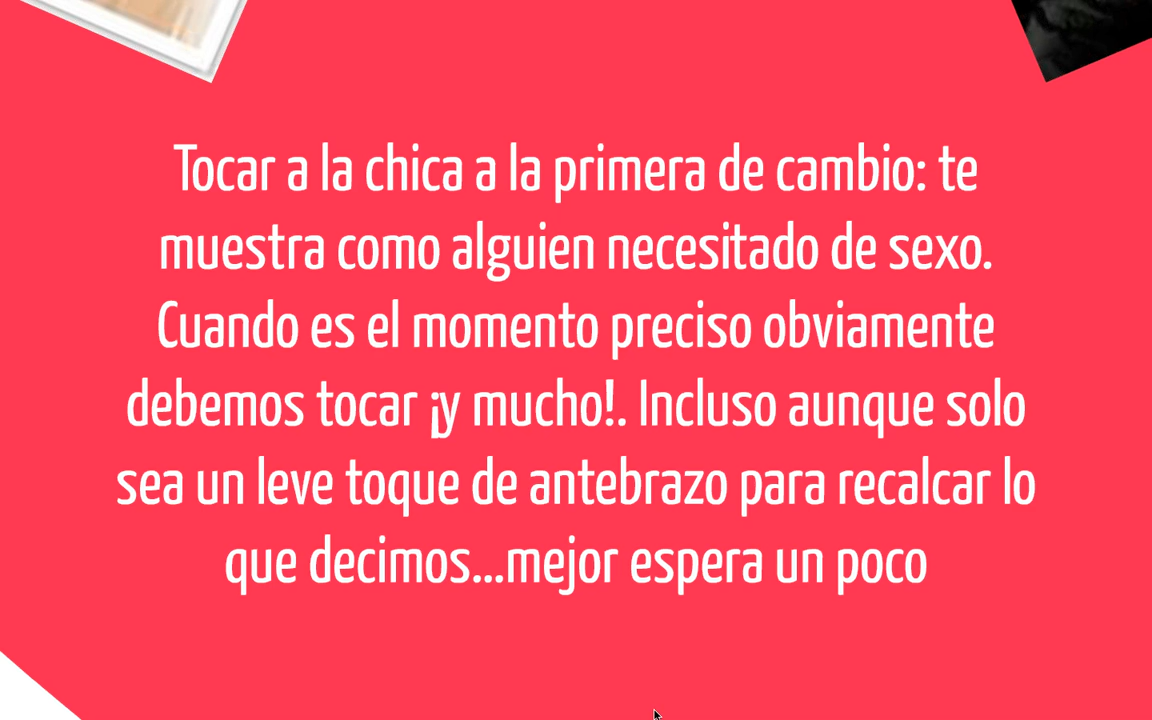 Tocar a la chica a la primera de cambio: te
muestra como alguien necesitado de sexo.
Cuando es el momento preciso obviamente
debemos tocar ¡y mucho!. Incluso aunque solo
sea un leve toque de antebrazo para recalcar lo
que decimos...mejor espera un poco